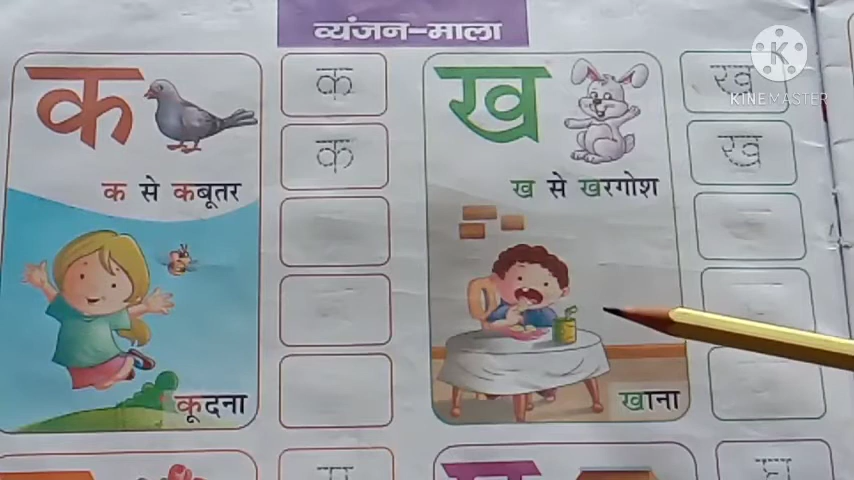 व्यंजन-माला
क
क
क
क से कबूतर
कूदना
ख
ख
ख
ख से खरगोश
खाना
K
KINEMASTER